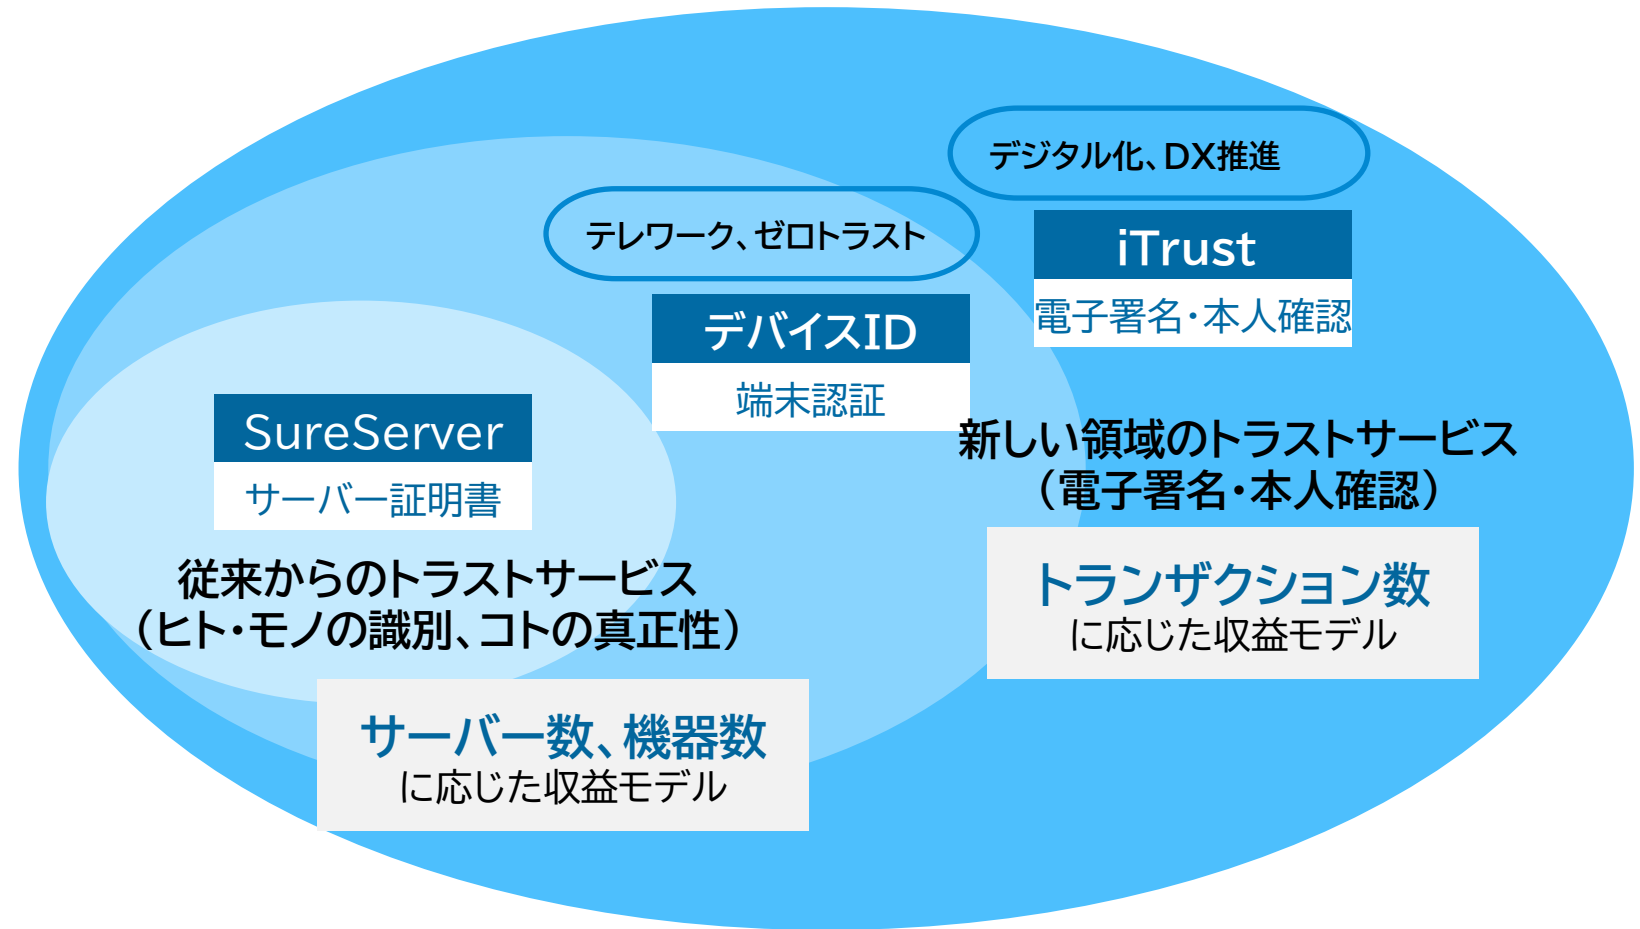 デジタル化、DX推進
iTrust
電子署名・本人確認
テレワーク、ゼロトラスト
デバイスID
端末認証
SureServer
サーバー証明書
新しい領域のトラストサービス
（電子署名・本人確認）
トランザクション数
に応じた収益モデル
従来からのトラストサービス
（ヒト・モノの識別、コトの真正性）
サーバー数、機器数
に応じた収益モデル